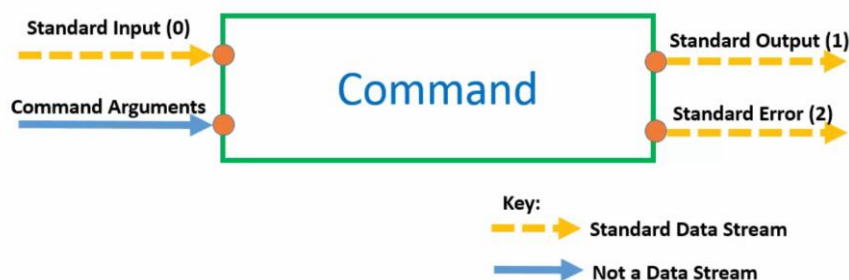 Standard Input (0)
Command Arguments
Command
Standard Output (1)
Standard Error (2)
Key:
Standard Data Stream
Not a Data Stream